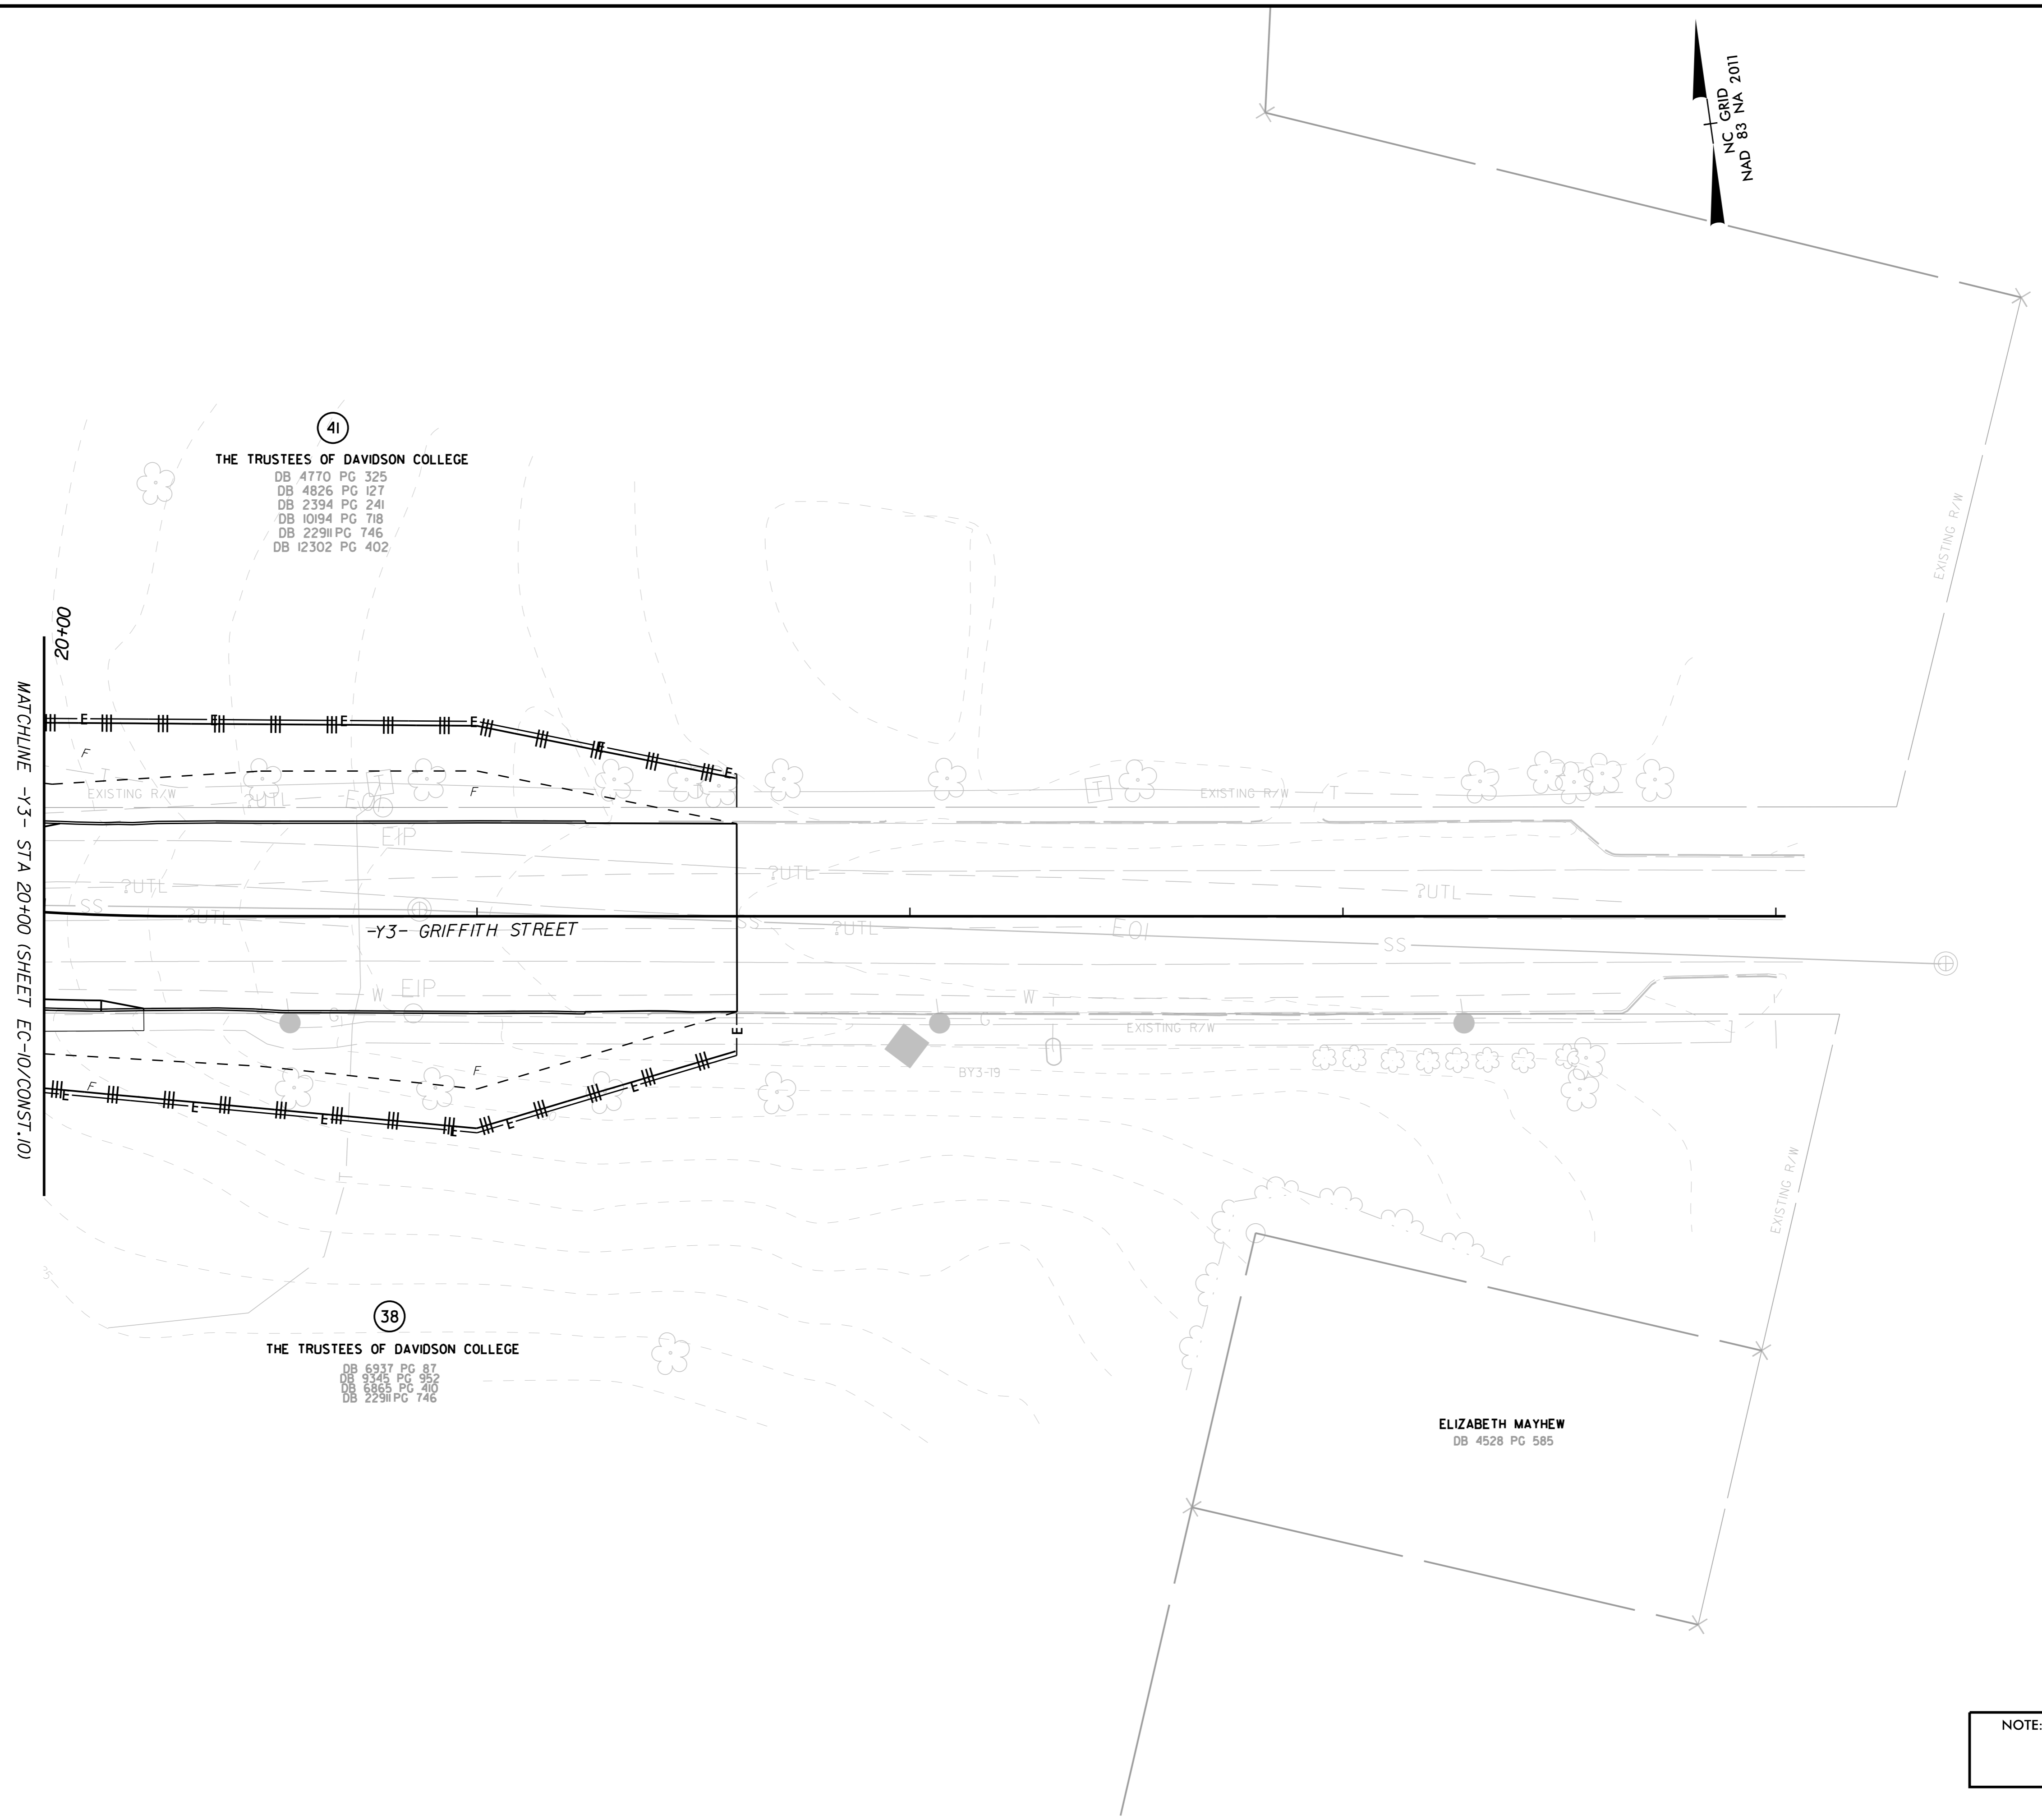 NC GRID
NAD 83 NA 2011
41
THE TRUSTEES OF DAVIDSON COLLEGE
DB 4770 PG 325
DB 4826 PG 127
DB 2394 PG 241
DB 10194 PG 718
DB 22911 PG 746
DB 12302 PG 402
EXISTING R/W
20+00
MATCHLINE -Y3- STA 20+00 (SHEET EC-10/CONST.10)
E E E E E E
F
F
T
T
T
T
EXISTING R/W
EXISTING R/W
?UTL
EIP
?UTL
?UTL
?UTL
SS
?UTL
SS
?UTL
-Y3- GRIFFITH STREET
SS
W
EIP
W
G
G
EXISTING R/W
E
F
F
E E E E E E
BY3-19
T
EXISTING R/W
38
THE TRUSTEES OF DAVIDSON COLLEGE
DB 6937 PG 87
DB 9345 PG 952
DB 6865 PG 410
DB 22911 PG 746
ELIZABETH MAYHEW
DB 4528 PG 585
NOTE: